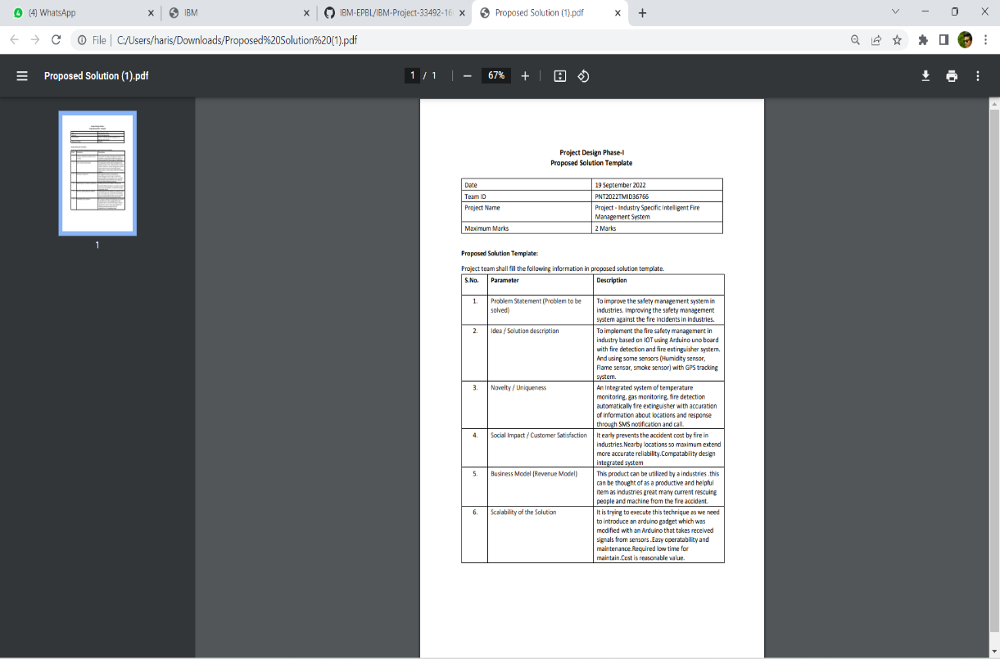 (4) WhatsApp
IBM
IBM-EPBL/IBM-Project-33492-16
Proposed Solution (1).pdf
File | C:/Users/haris/Downloads/Proposed%20Solution%20(1).pdf
Proposed Solution (1).pdf
1 / 1
67%
1
Project Design Phase-I
Proposed Solution Template
Date 19 September 2022
Team ID PNT2022TMID36766
Project Name Project - Industry Specific Intelligent Fire
Management System
Maximum Marks 2 Marks
Proposed Solution Template:
Project team shall fill the following information in proposed solution template.
S.No. Parameter Description
1. Problem Statement (Problem to be To improve the safety management system in
solved) industries. Improving the safety management
system against the fire incidents in industries.
2. Idea / Solution description To implement the fire safety management in
industry based on IOT using Arduino uno board
with fire detection and fire extinguisher system.
And using some sensors (Humidity sensor,
Flame sensor, smoke sensor) with GPS tracking
system.
3. Novelty / Uniqueness An Integrated system of temperature
monitoring, gas monitoring, fire detection
automatically fire extinguisher with accuration
of information about locations and response
through SMS notification and call.
4. Social Impact / Customer Satisfaction It early prevents the accident cost by fire in
industries.Nearby locations so maximum extend
more accurate reliability.Compatability design
integrated system
5. Business Model (Revenue Model) This product can be utilized by a industries .this
can be thought of as a productive and helpful
item as industries great many current rescuing
people and machine from the fire accident.
6. Scalability of the Solution It is trying to execute this technique as we need
to introduce an arduino gadget which was
modified with an Arduino that takes received
signals from sensors .Easy operatability and
maintenance.Required low time for
maintain.Cost is reasonable value.